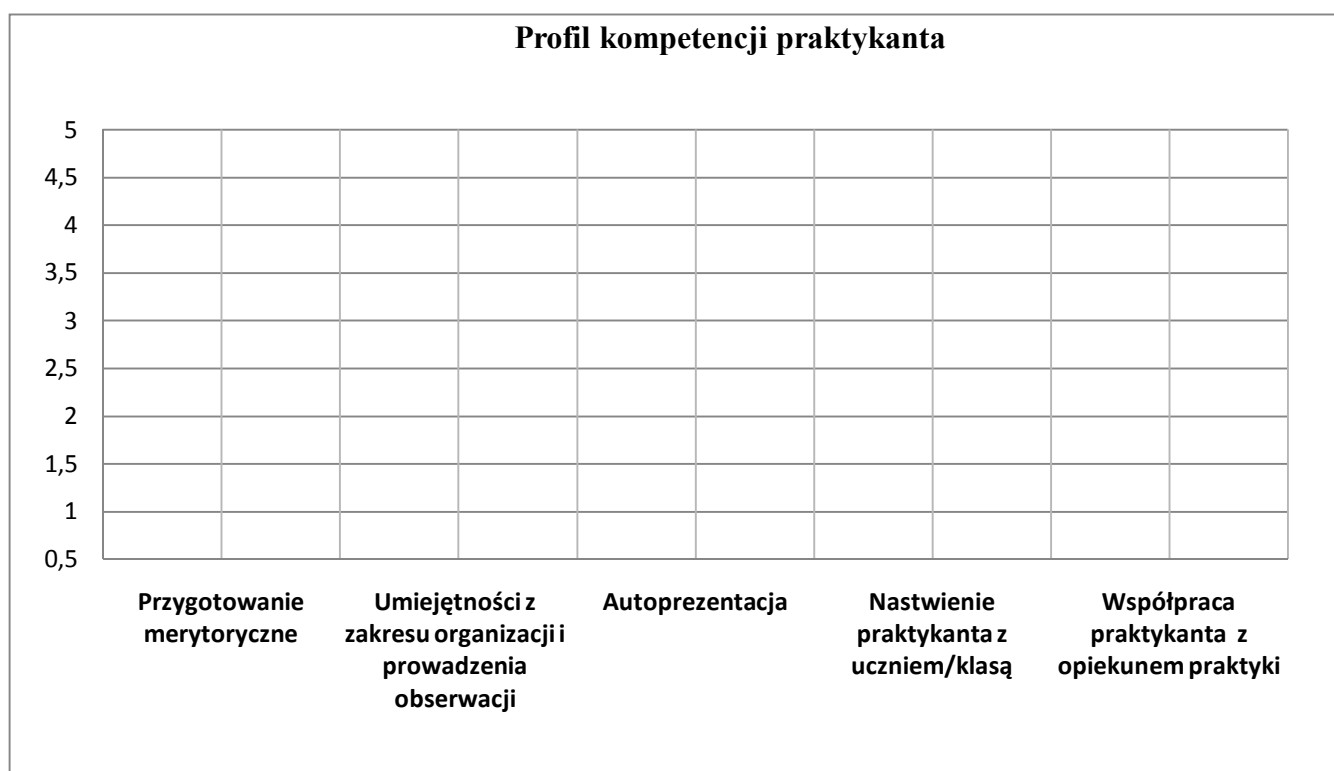 Profil kompetencji praktykanta
5
4,5
4
3,5
3
2,5
2
1,5
1
0,5
Przygotowanie
merytoryczne
Umiejętności z
zakresu organizacji i
prowadzenia
obserwacji
Autoprezentacja
Nastwienie
praktykanta z
uczniem/klasą
Współpraca
praktykanta z
opiekunem praktyki